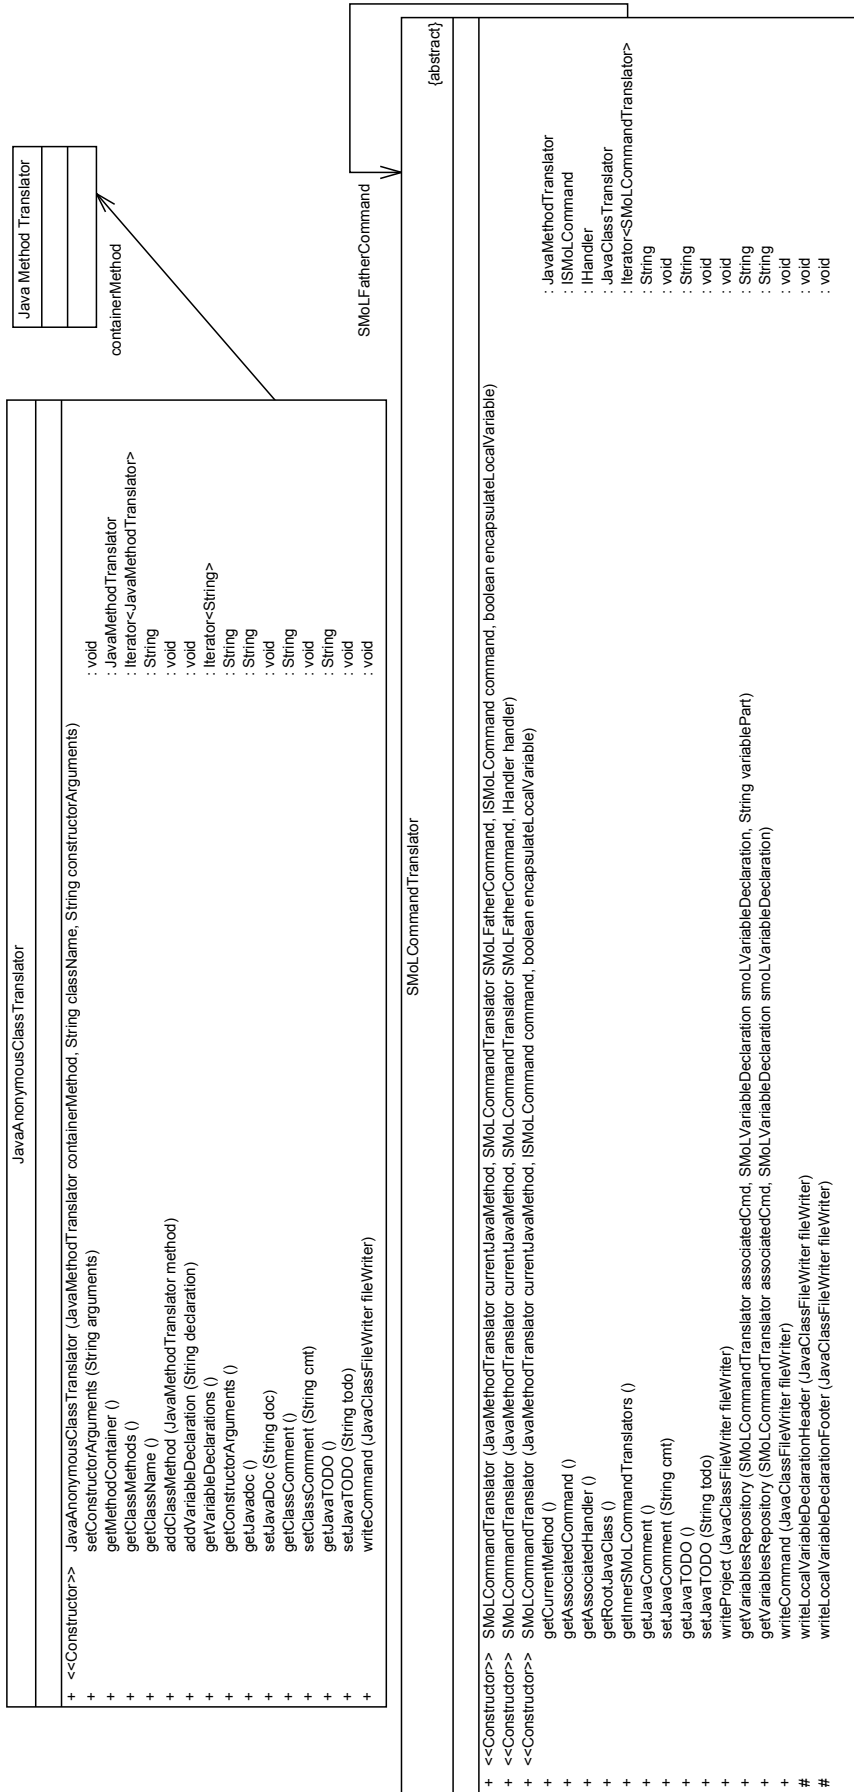 JavaAnonymousClassTranslator
+ <<Constructor>> JavaAnonymousClassTranslator (JavaMethodTranslator containerMethod, String className, String constructorArguments)
+ setConstructorArguments (String arguments) : void
+ getMethodContainer () : JavaMethodTranslator
+ getClassMethods () : Iterator<JavaMethodTranslator>
+ getClassName () : String
+ addClassMethod (JavaMethodTranslator method) : void
+ addVariableDeclaration (String declaration) : void
+ getVariableDeclarations () : Iterator<String>
+ getConstructorArguments () : String
+ getJavadoc () : String
+ setJavaDoc (String doc) : void
+ getClassComment () : String
+ setClassComment (String cmt) : void
+ getJavaTODO () : String
+ setJavaTODO (String todo) : void
+ writeCommand (JavaClassFileWriter fileWriter) : void
Java Method Translator
containerMethod
SMoLFatherCommand
SMoLCommandTranslator
{abstract}
+ <<Constructor>> SMoLCommandTranslator (JavaMethodTranslator currentJavaMethod, SMoLCommandTranslator SMoLFatherCommand, ISMoLCommand command, boolean encapsulateLocalVariable)
+ <<Constructor>> SMoLCommandTranslator (JavaMethodTranslator currentJavaMethod, SMoLCommandTranslator SMoLFatherCommand, IHandler handler)
+ <<Constructor>> SMoLCommandTranslator (JavaMethodTranslator currentJavaMethod, ISMoLCommand command, boolean encapsulateLocalVariable)
+ getCurrentMethod () : JavaMethodTranslator
+ getAssociatedCommand () : ISMoLCommand
+ getAssociatedHandler () : IHandler
+ getRootJavaClass () : JavaClassTranslator
+ getInnerSMoLCommandTranslators () : Iterator<SMoLCommandTranslator>
+ getJavaComment () : String
+ setJavaComment (String cmt) : void
+ getJavaTODO () : String
+ setJavaTODO (String todo) : void
+ writeProject (JavaClassFileWriter fileWriter) : void
+ getVariablesRepository (SMoLCommandTranslator associatedCmd, SMoLVariableDeclaration smoLVariableDeclaration, String variablePart) : String
+ getVariablesRepository (SMoLCommandTranslator associatedCmd, SMoLVariableDeclaration smoLVariableDeclaration) : String
+ writeCommand (JavaClassFileWriter fileWriter) : void
# writeLocalVariableDeclarationHeader (JavaClassFileWriter fileWriter) : void
# writeLocalVariableDeclarationFooter (JavaClassFileWriter fileWriter) : void